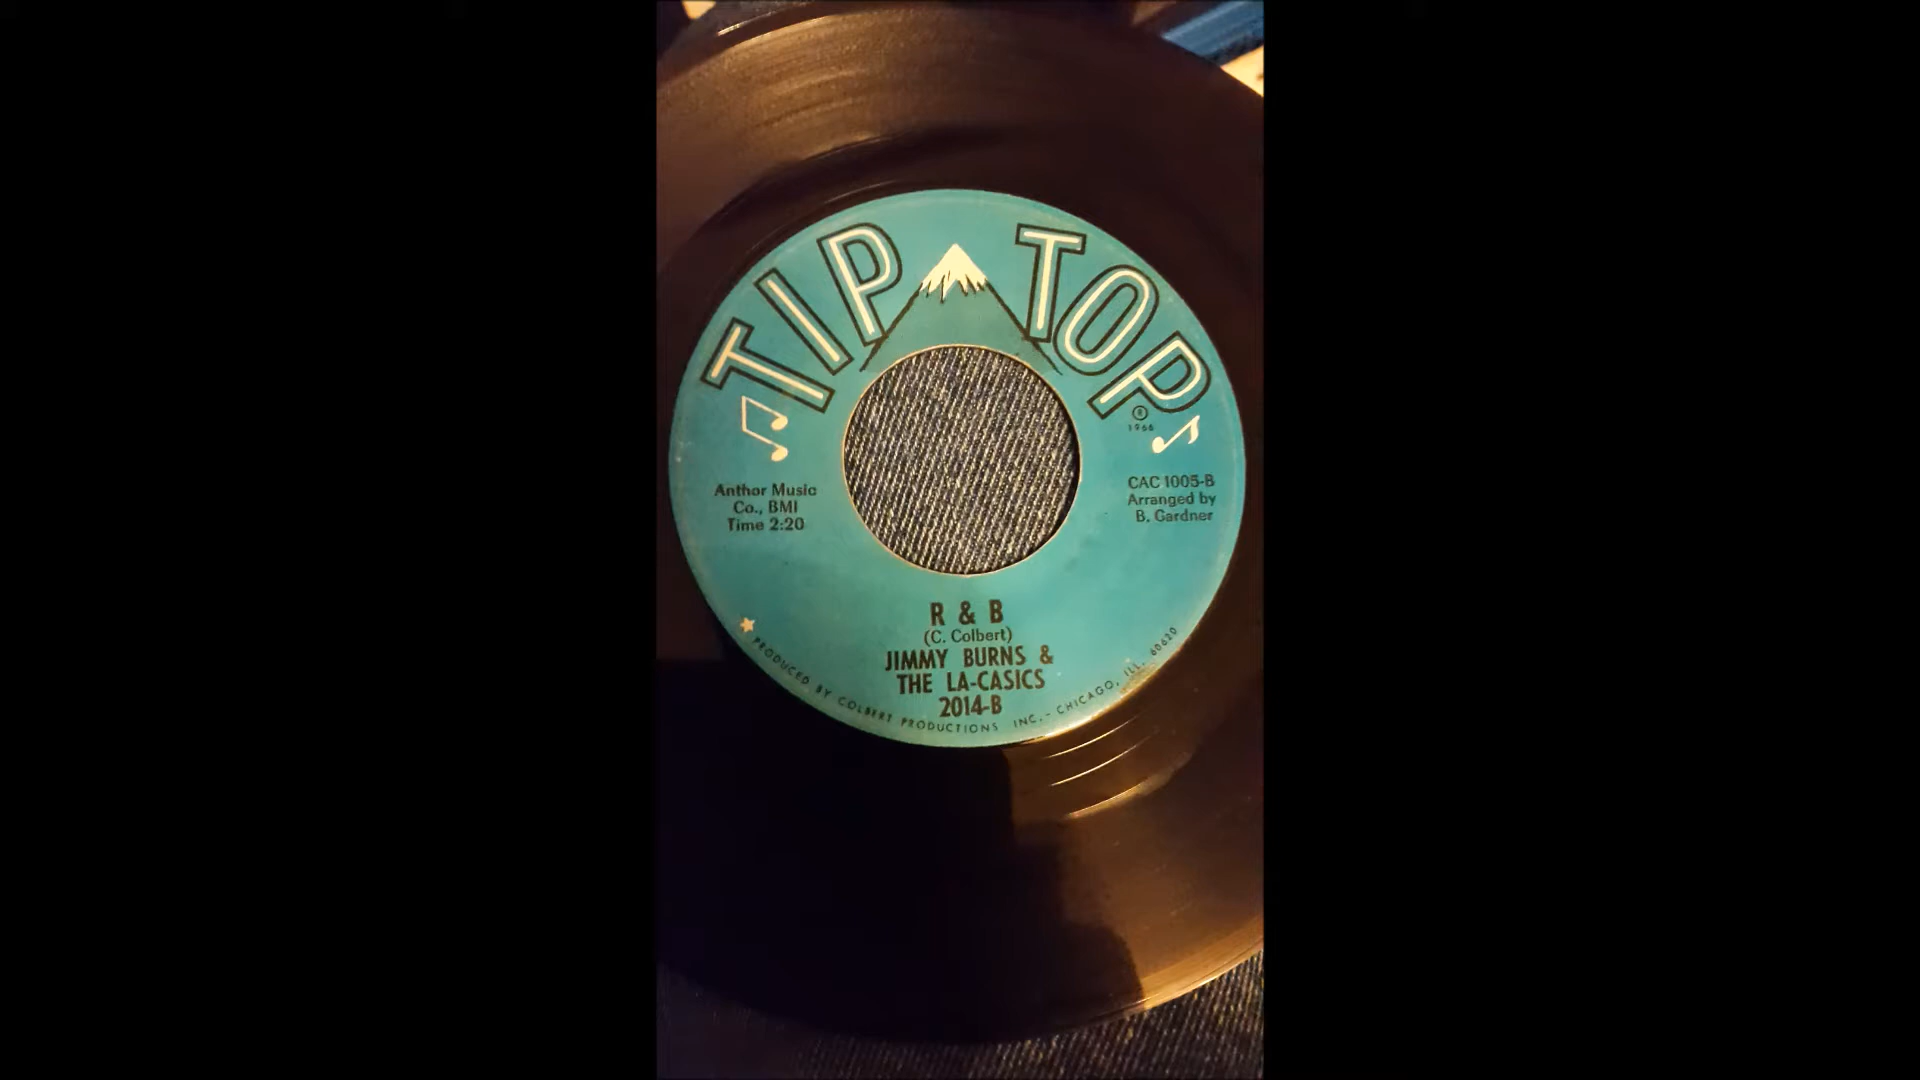 TIP TOP
℗
1966
Anthor Music
Co., BMI
Time 2:20
CAC 1005-B
Arranged by
B. Gardner
R & B
(C. Colbert)
JIMMY BURNS &
THE LA-CASICS
2014-B
PRODUCED BY COLBERT PRODUCTIONS INC. - CHICAGO, ILL. 60620